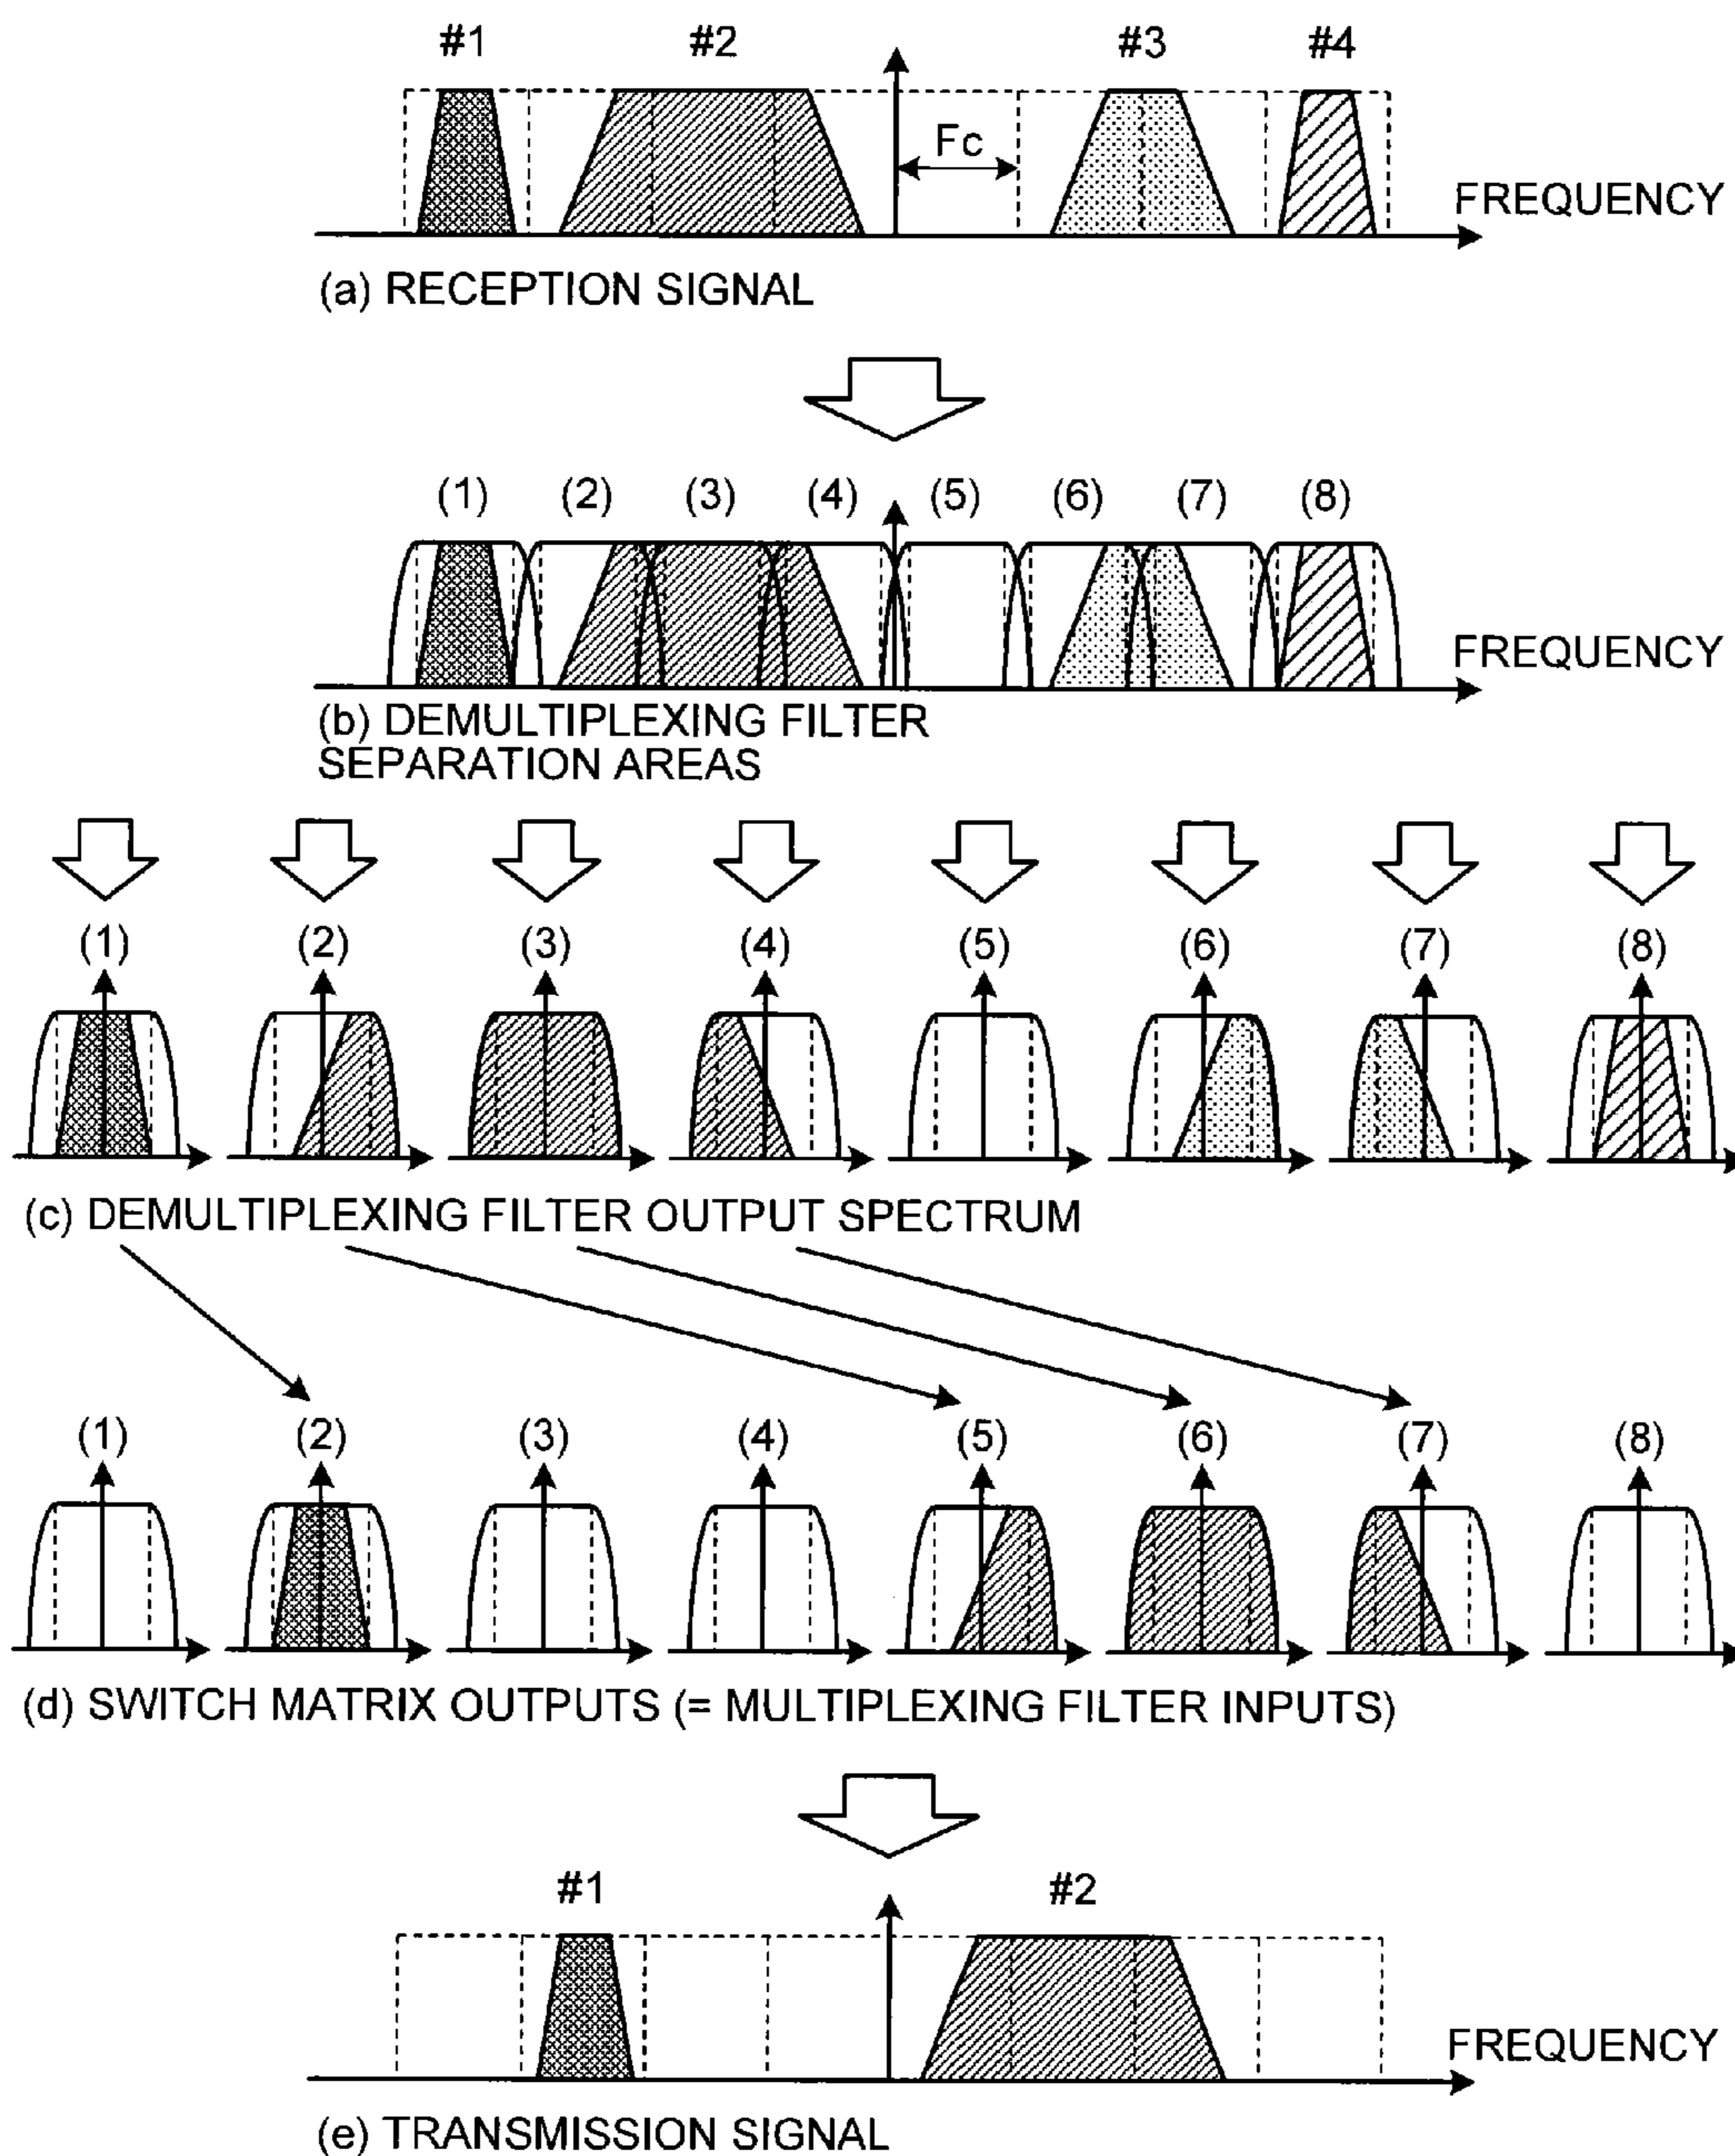 #1 #2 #3 #4
Fc
FREQUENCY
(a) RECEPTION SIGNAL
(1) (2) (3) (4) (5) (6) (7) (8)
FREQUENCY
(b) DEMULTIPLEXING FILTER
SEPARATION AREAS
(1) (2) (3) (4) (5) (6) (7) (8)
(c) DEMULTIPLEXING FILTER OUTPUT SPECTRUM
(1) (2) (3) (4) (5) (6) (7) (8)
(d) SWITCH MATRIX OUTPUTS (= MULTIPLEXING FILTER INPUTS)
#1 #2
FREQUENCY
(e) TRANSMISSION SIGNAL